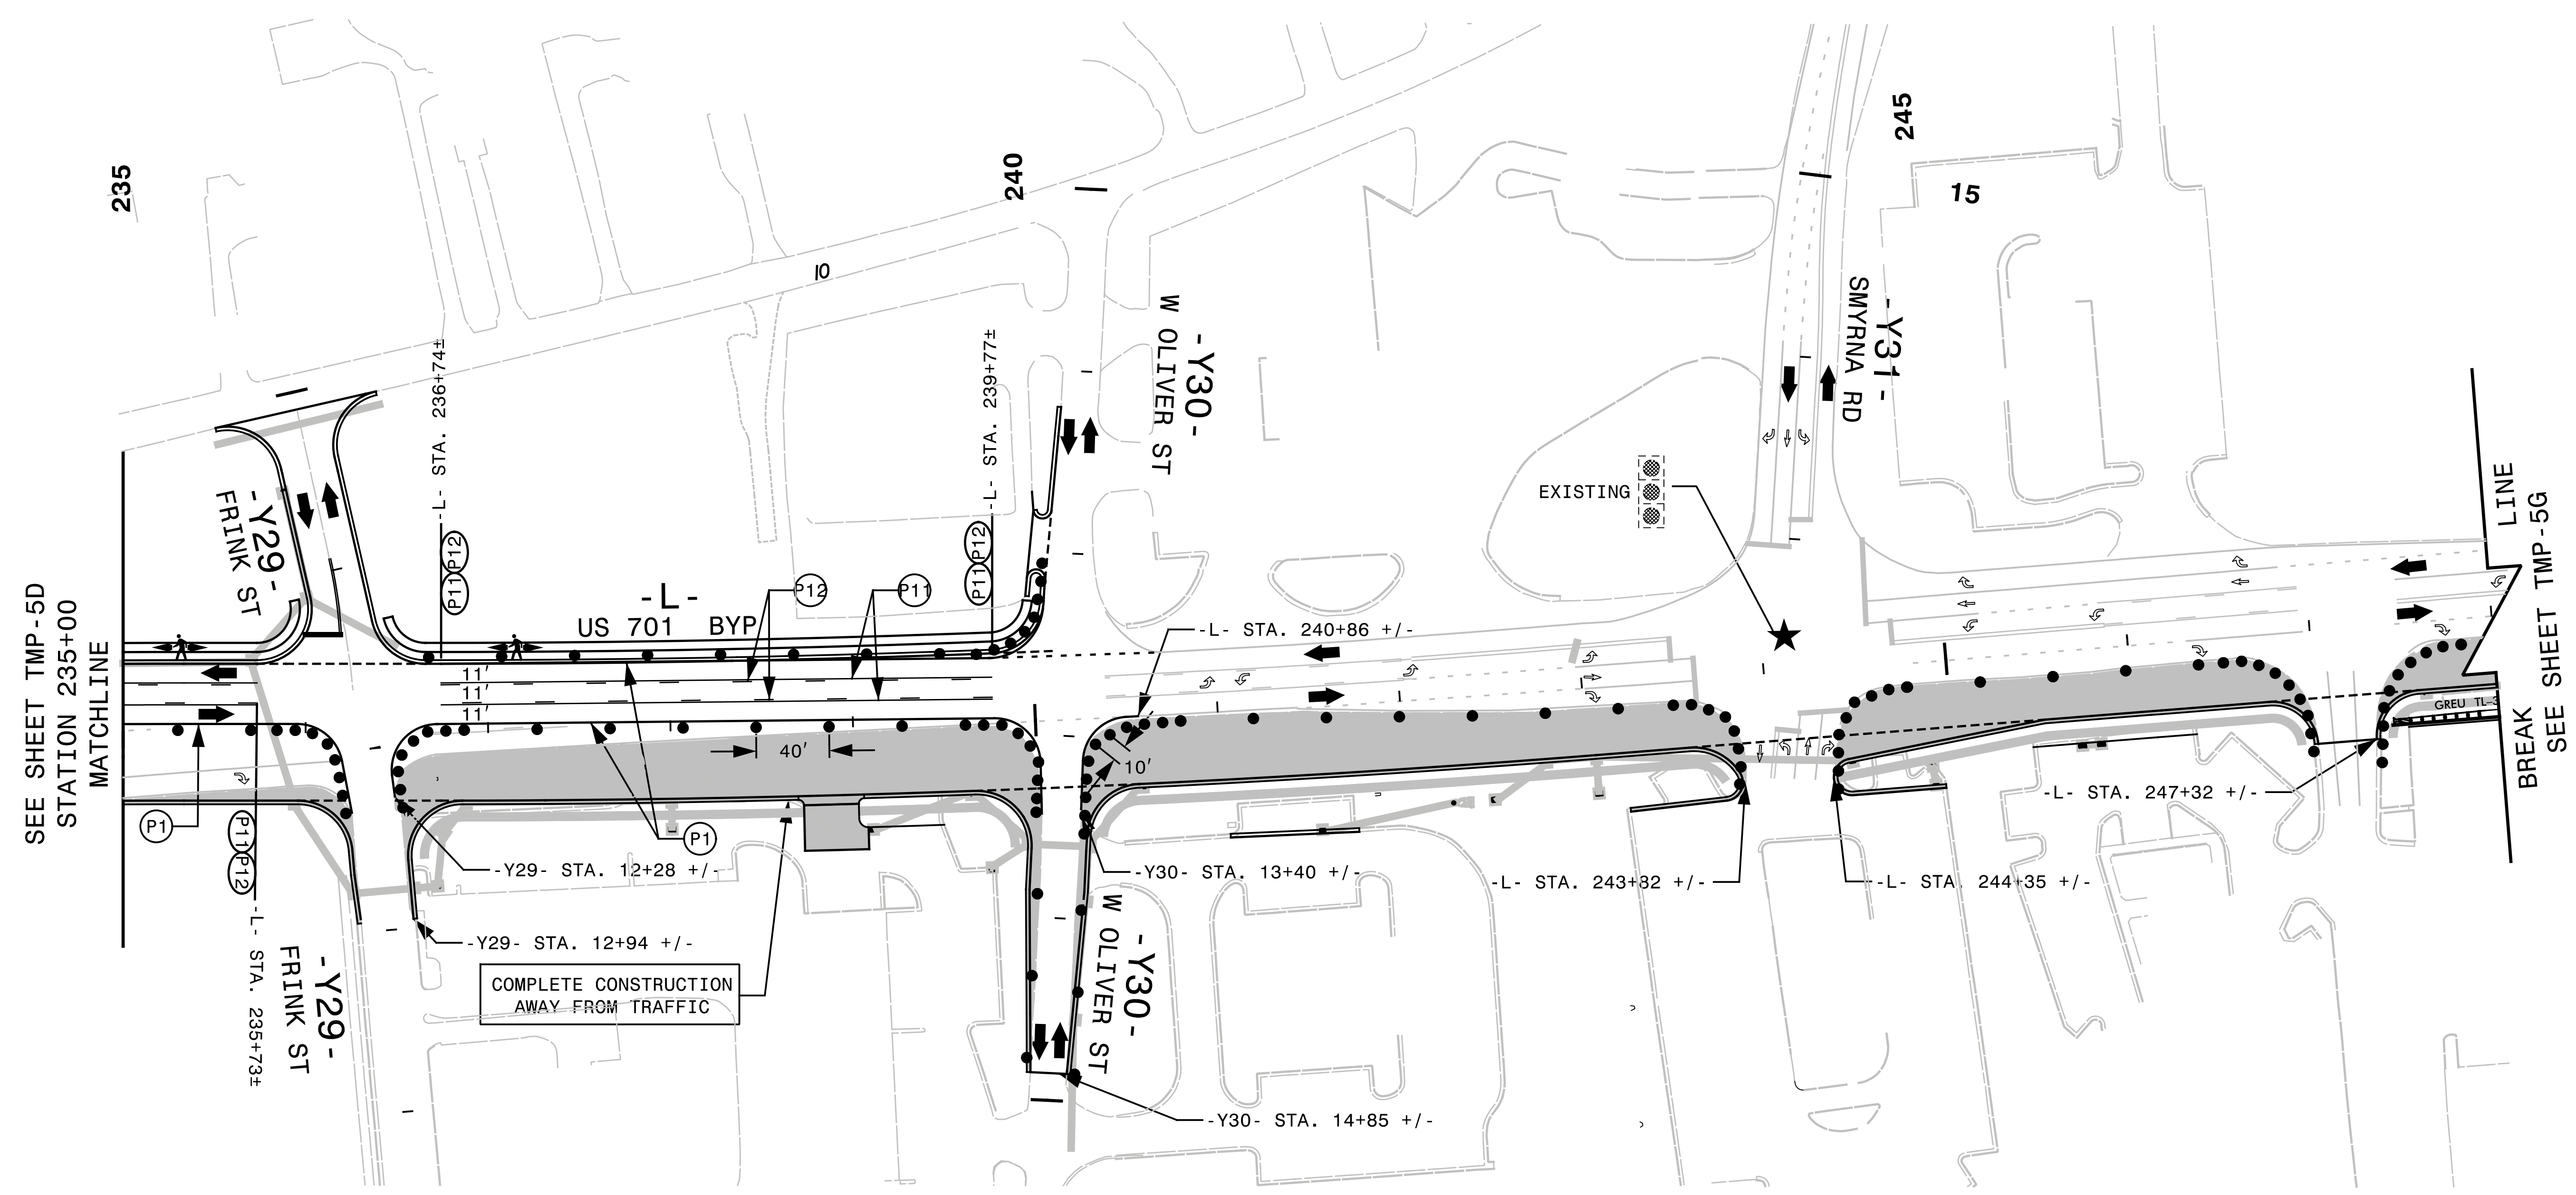 235
240
245
15
10
-L- STA. 236+74±
P11 P12
-L- STA. 239+77±
P11 P12
-Y30-
W OLIVER ST
-Y31-
SMYRNA RD
EXISTING
-Y29-
FRINK ST
-L-
US 701 BYP
P12
P11
-L- STA. 240+86 +/-
11'
11'
11'
40'
10'
SEE SHEET TMP-5D
STATION 235+00
MATCHLINE
BREAK LINE
SEE SHEET TMP-5G
GREU TL-3
-L- STA. 247+32 +/-
P1
P11 P12
-L- STA. 235+73±
P1
-Y29- STA. 12+28 +/-
-Y30- STA. 13+40 +/-
-L- STA. 243+82 +/-
-L- STA. 244+35 +/-
-Y29- STA. 12+94 +/-
COMPLETE CONSTRUCTION
AWAY FROM TRAFFIC
-Y29-
FRINK ST
-Y30-
W OLIVER ST
-Y30- STA. 14+85 +/-